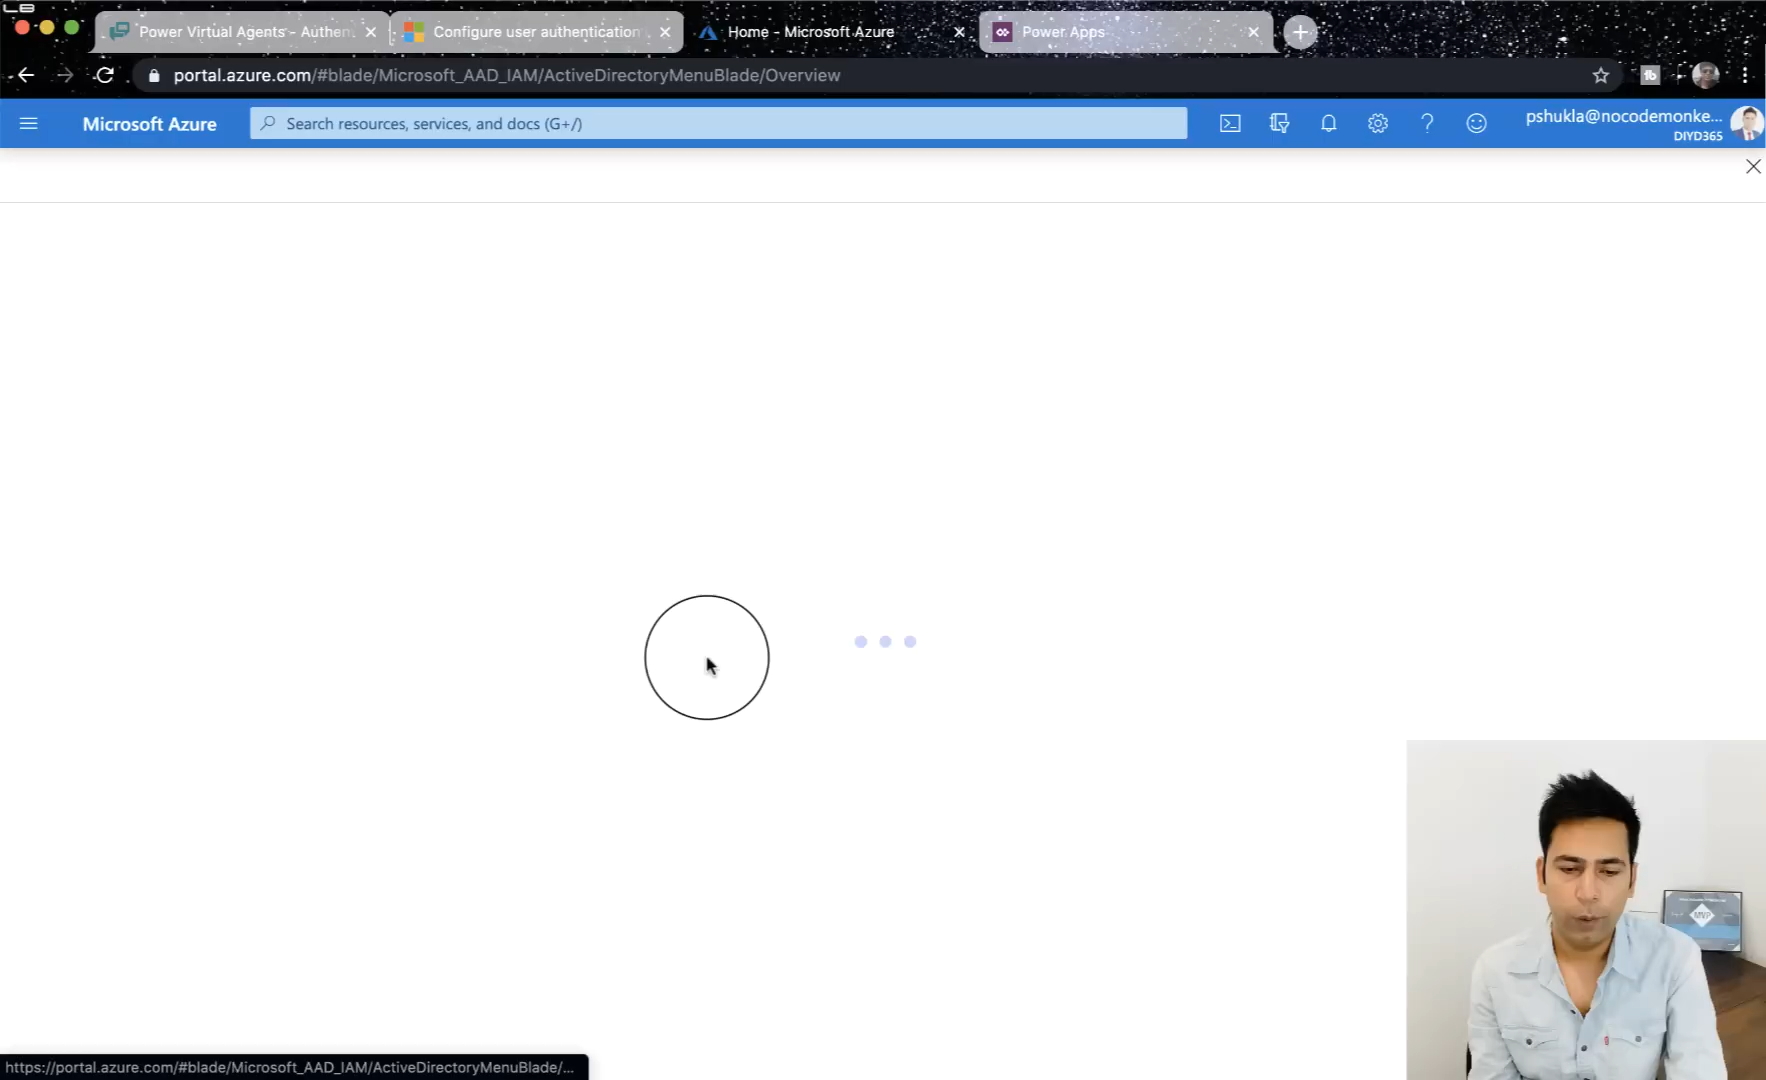 Power Virtual Agents - Authen
Configure user authentication
Home - Microsoft Azure
Power Apps
portal.azure.com/#blade/Microsoft_AAD_IAM/ActiveDirectoryMenuBlade/Overview
Microsoft Azure
Search resources, services, and docs (G+/)
pshukla@nocodemonke...
DIYD365
MVP
https://portal.azure.com/#blade/Microsoft_AAD_IAM/ActiveDirectoryMenuBlade/...